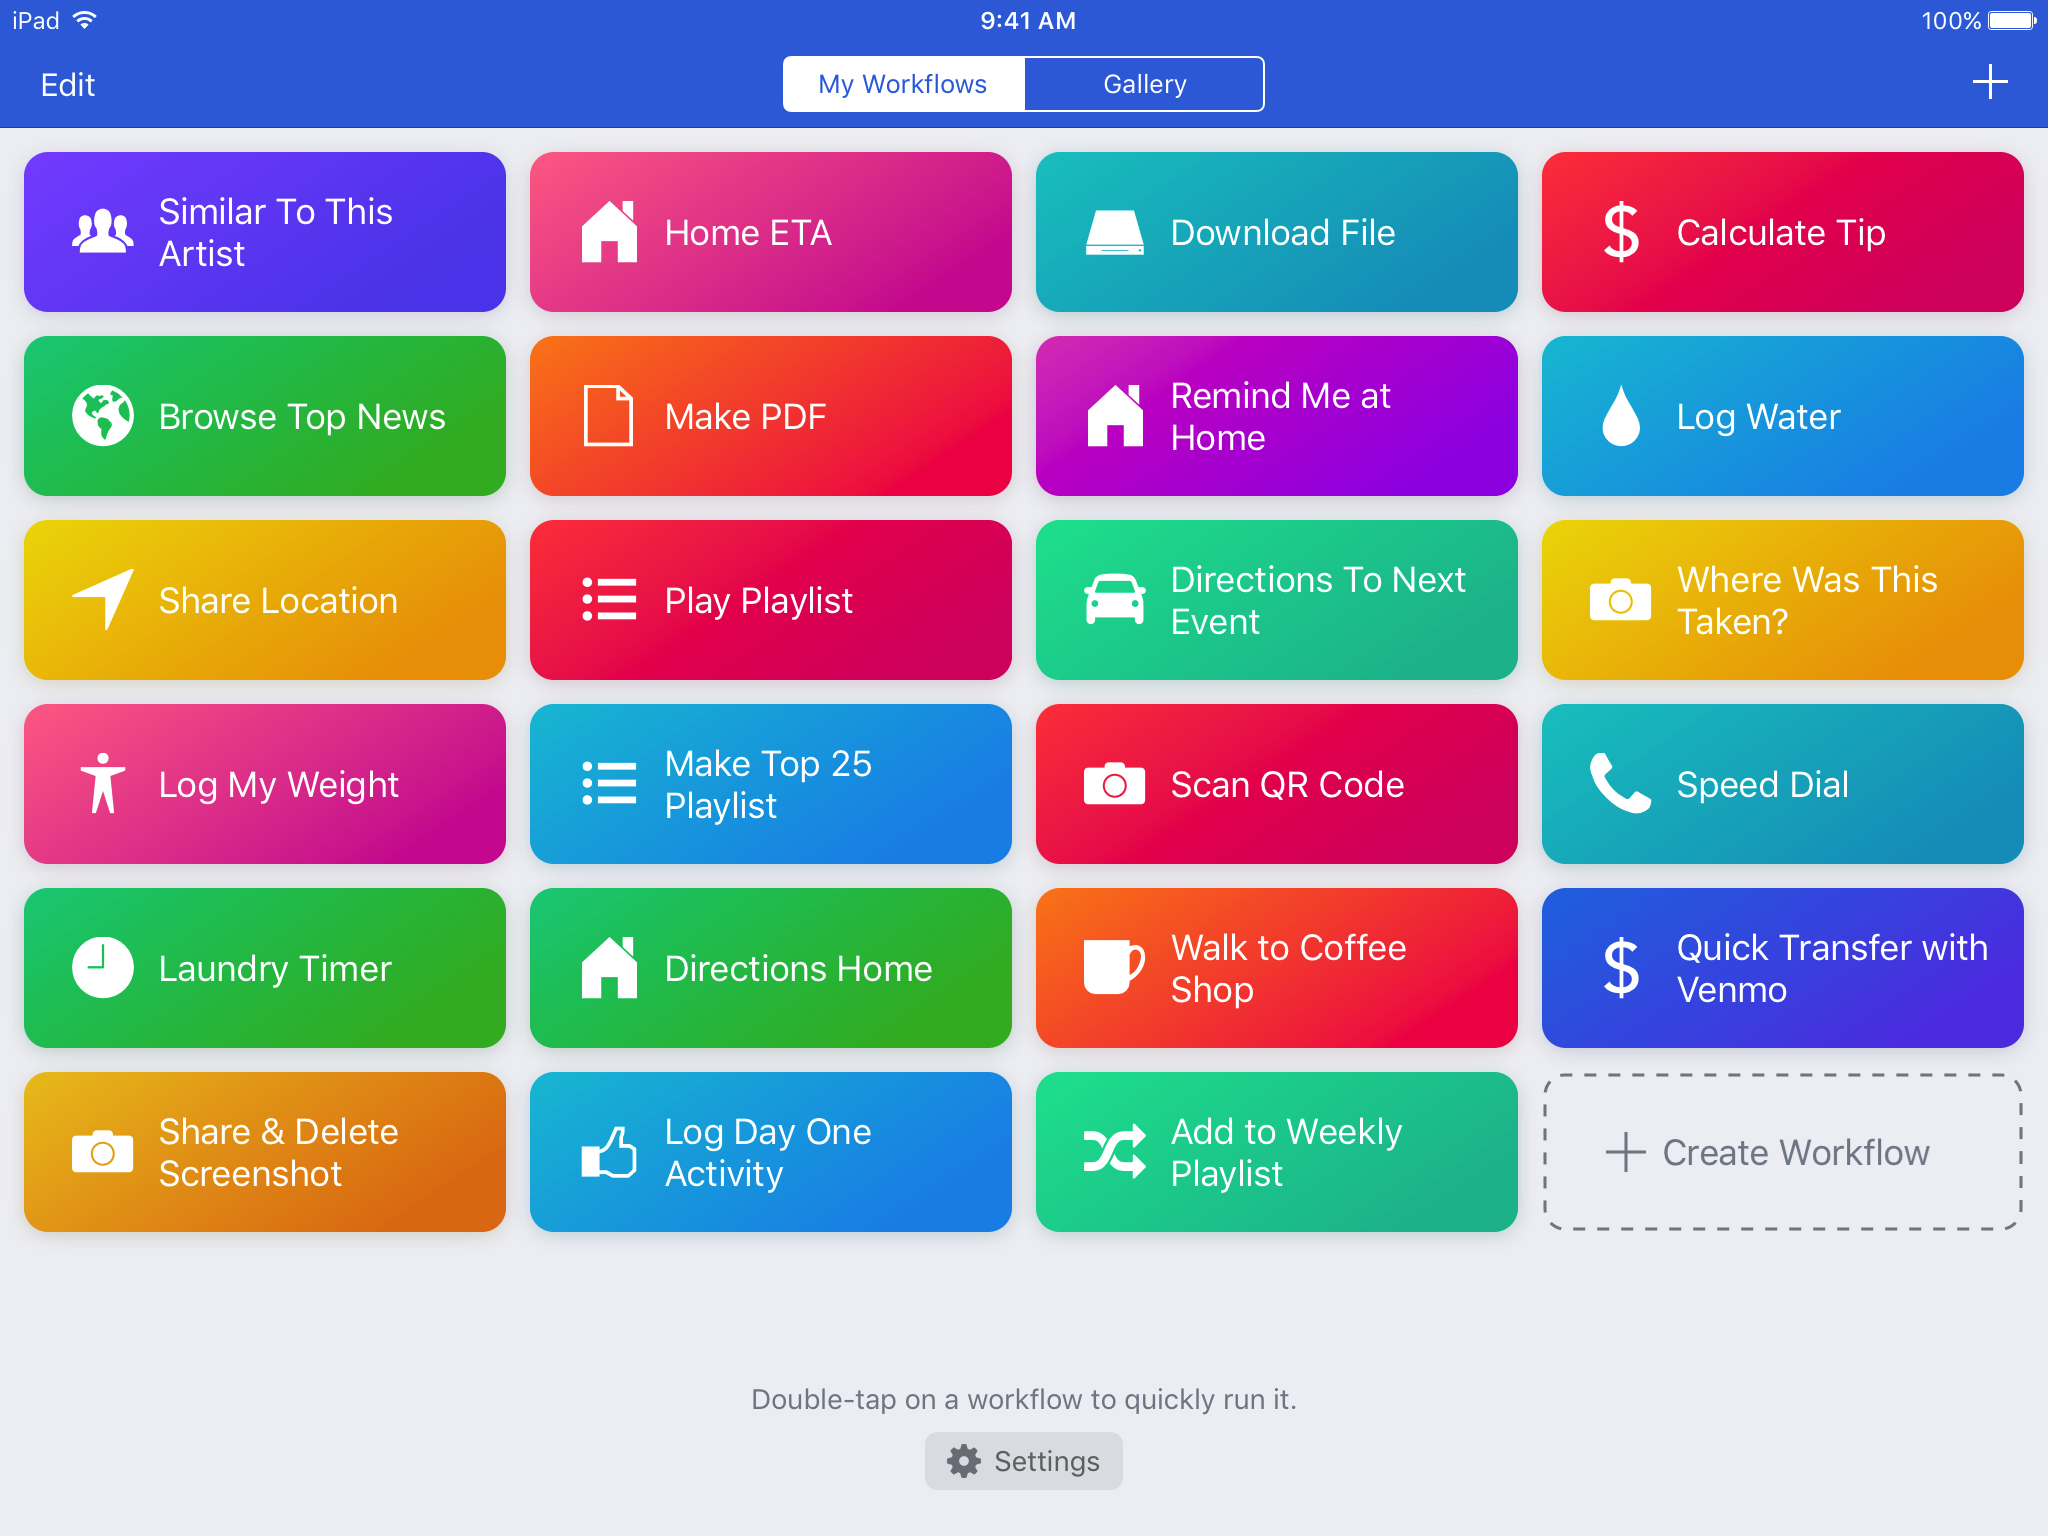 iPad 9:41 AM 100%
Edit My Workflows Gallery
Similar To This
Artist
Home ETA
Download File
Calculate Tip
Browse Top News
Make PDF
Remind Me at
Home
Log Water
Share Location
Play Playlist
Directions To Next
Event
Where Was This
Taken?
Log My Weight
Make Top 25
Playlist
Scan QR Code
Speed Dial
Laundry Timer
Directions Home
Walk to Coffee
Shop
Quick Transfer with
Venmo
Share & Delete
Screenshot
Log Day One
Activity
Add to Weekly
Playlist
Create Workflow
Double-tap on a workflow to quickly run it.
Settings